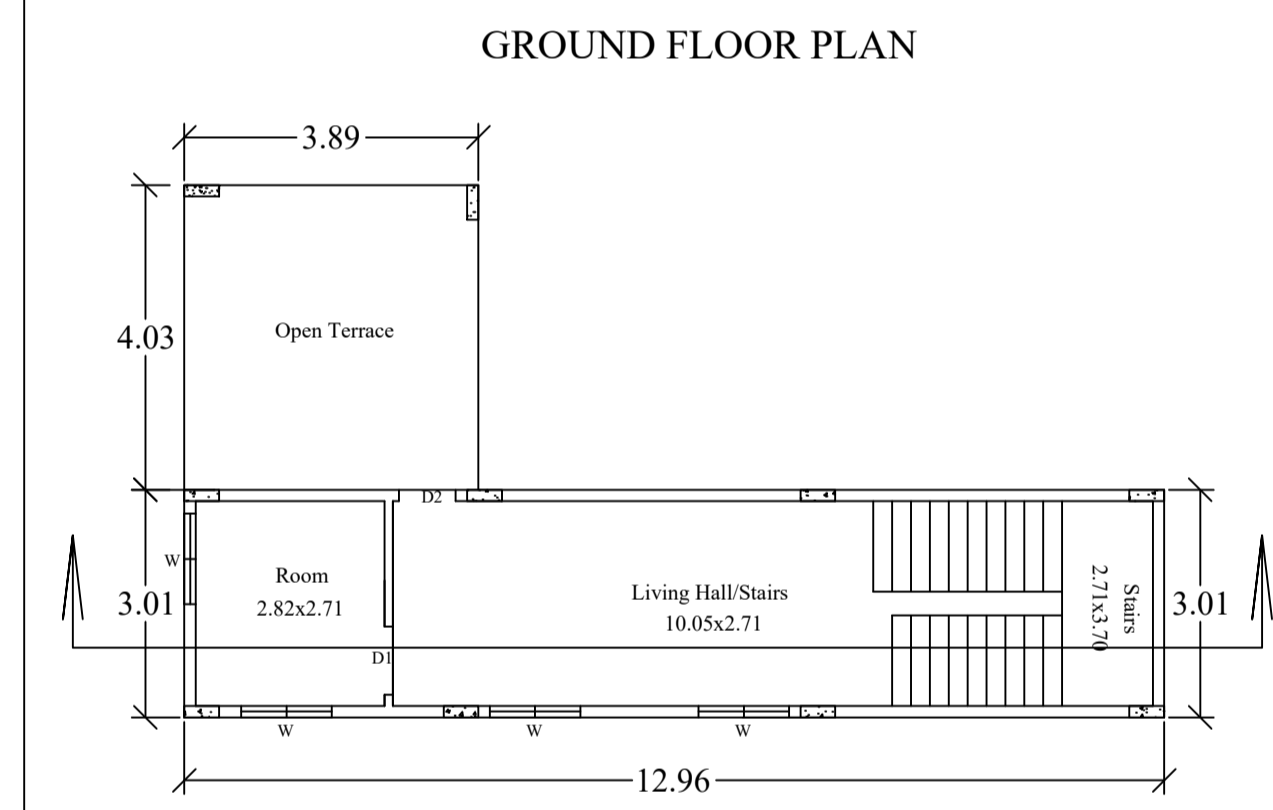 GROUND FLOOR PLAN
3.89
4.03
Open Terrace
D2
W
Room
2.82x2.71
Living Hall/Stairs
10.05x2.71
Stairs
2.71x3.70
3.01
3.01
D1
W
W
W
12.96